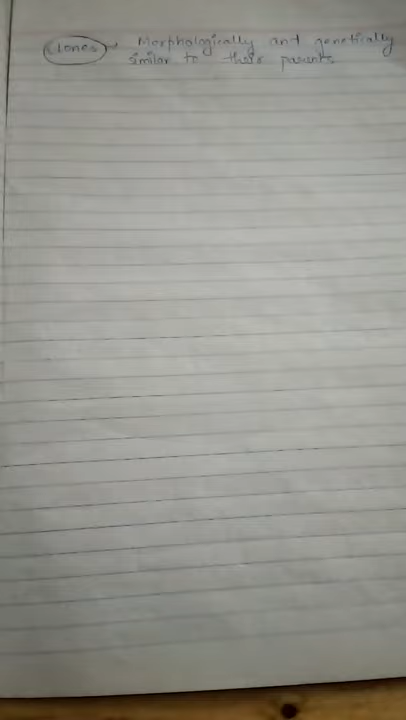 Clones → Morphologically and genetically
similar to their parents